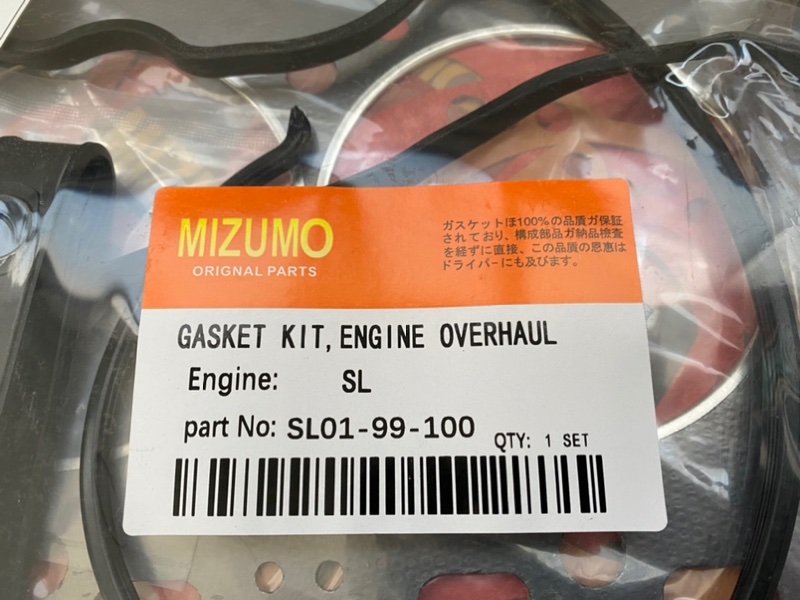 MIZUMO
ORIGNAL PARTS
ガスケットほ100%の品質ガ保証
されており、構成部品ガ納品檢査
を経ずに直接、この品質の恩恵は
ドライバーにも及びます。
GASKET KIT,ENGINE OVERHAUL
Engine: SL
part No: SL01-99-100
QTY: 1 SET